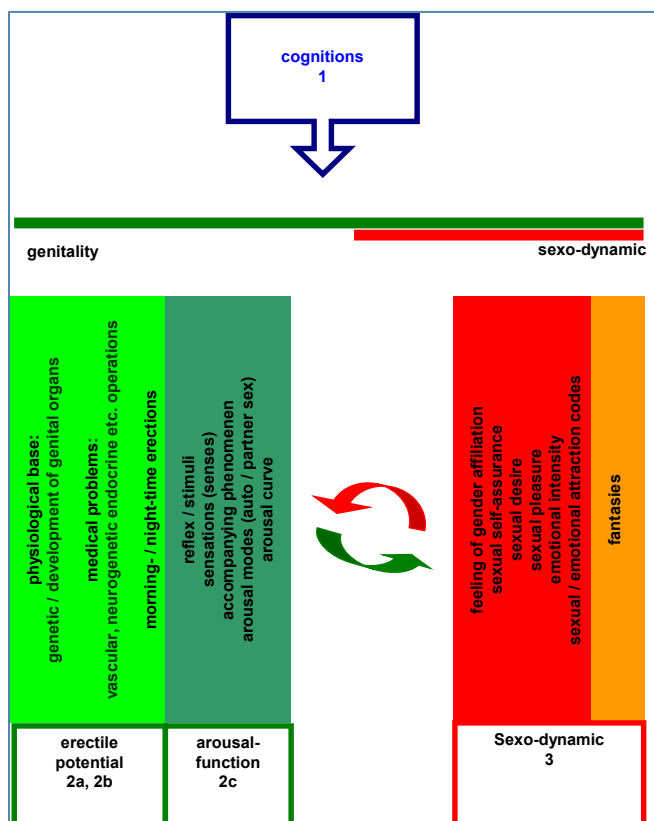 cognitions
1
genitality
sexo-dynamic
physiological base:
genetic / development of genital organs
medical problems:
vascular, neurogenetic endocrine etc. operations
morning- / night-time erections
reflex / stimuli
sensations (senses)
accompanying phenomenen
arousal modes (auto / partner sex)
arousal curve
feeling of gender affiliation
sexual self-assurance
sexual desire
sexual pleasure
emotional intensity
sexual / emotional attraction codes
fantasies
erectile
potential
2a, 2b
arousal-
function
2c
Sexo-dynamic
3